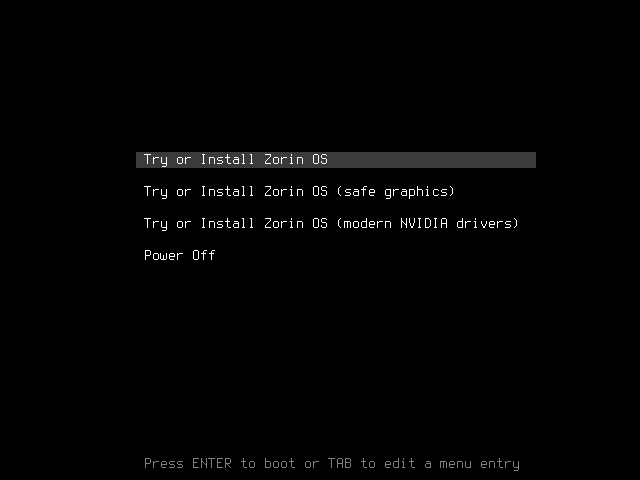 Try or Install Zorin OS
Try or Install Zorin OS (safe graphics)
Try or Install Zorin OS (modern NVIDIA drivers)
Power Off
Press ENTER to boot or TAB to edit a menu entry